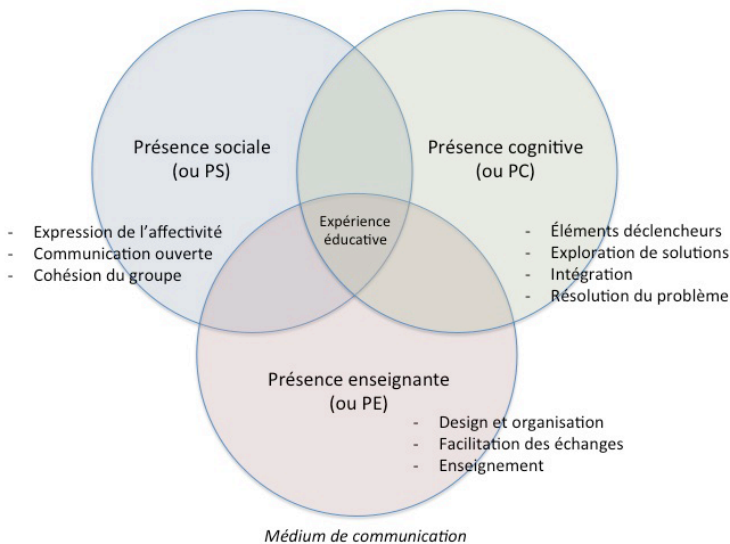 Présence sociale
(ou PS)
- Expression de l’affectivité
- Communication ouverte
- Cohésion du groupe
Présence cognitive
(ou PC)
- Éléments déclencheurs
- Exploration de solutions
- Intégration
- Résolution du problème
Expérience
éducative
Présence enseignante
(ou PE)
- Design et organisation
- Facilitation des échanges
- Enseignement
Médium de communication